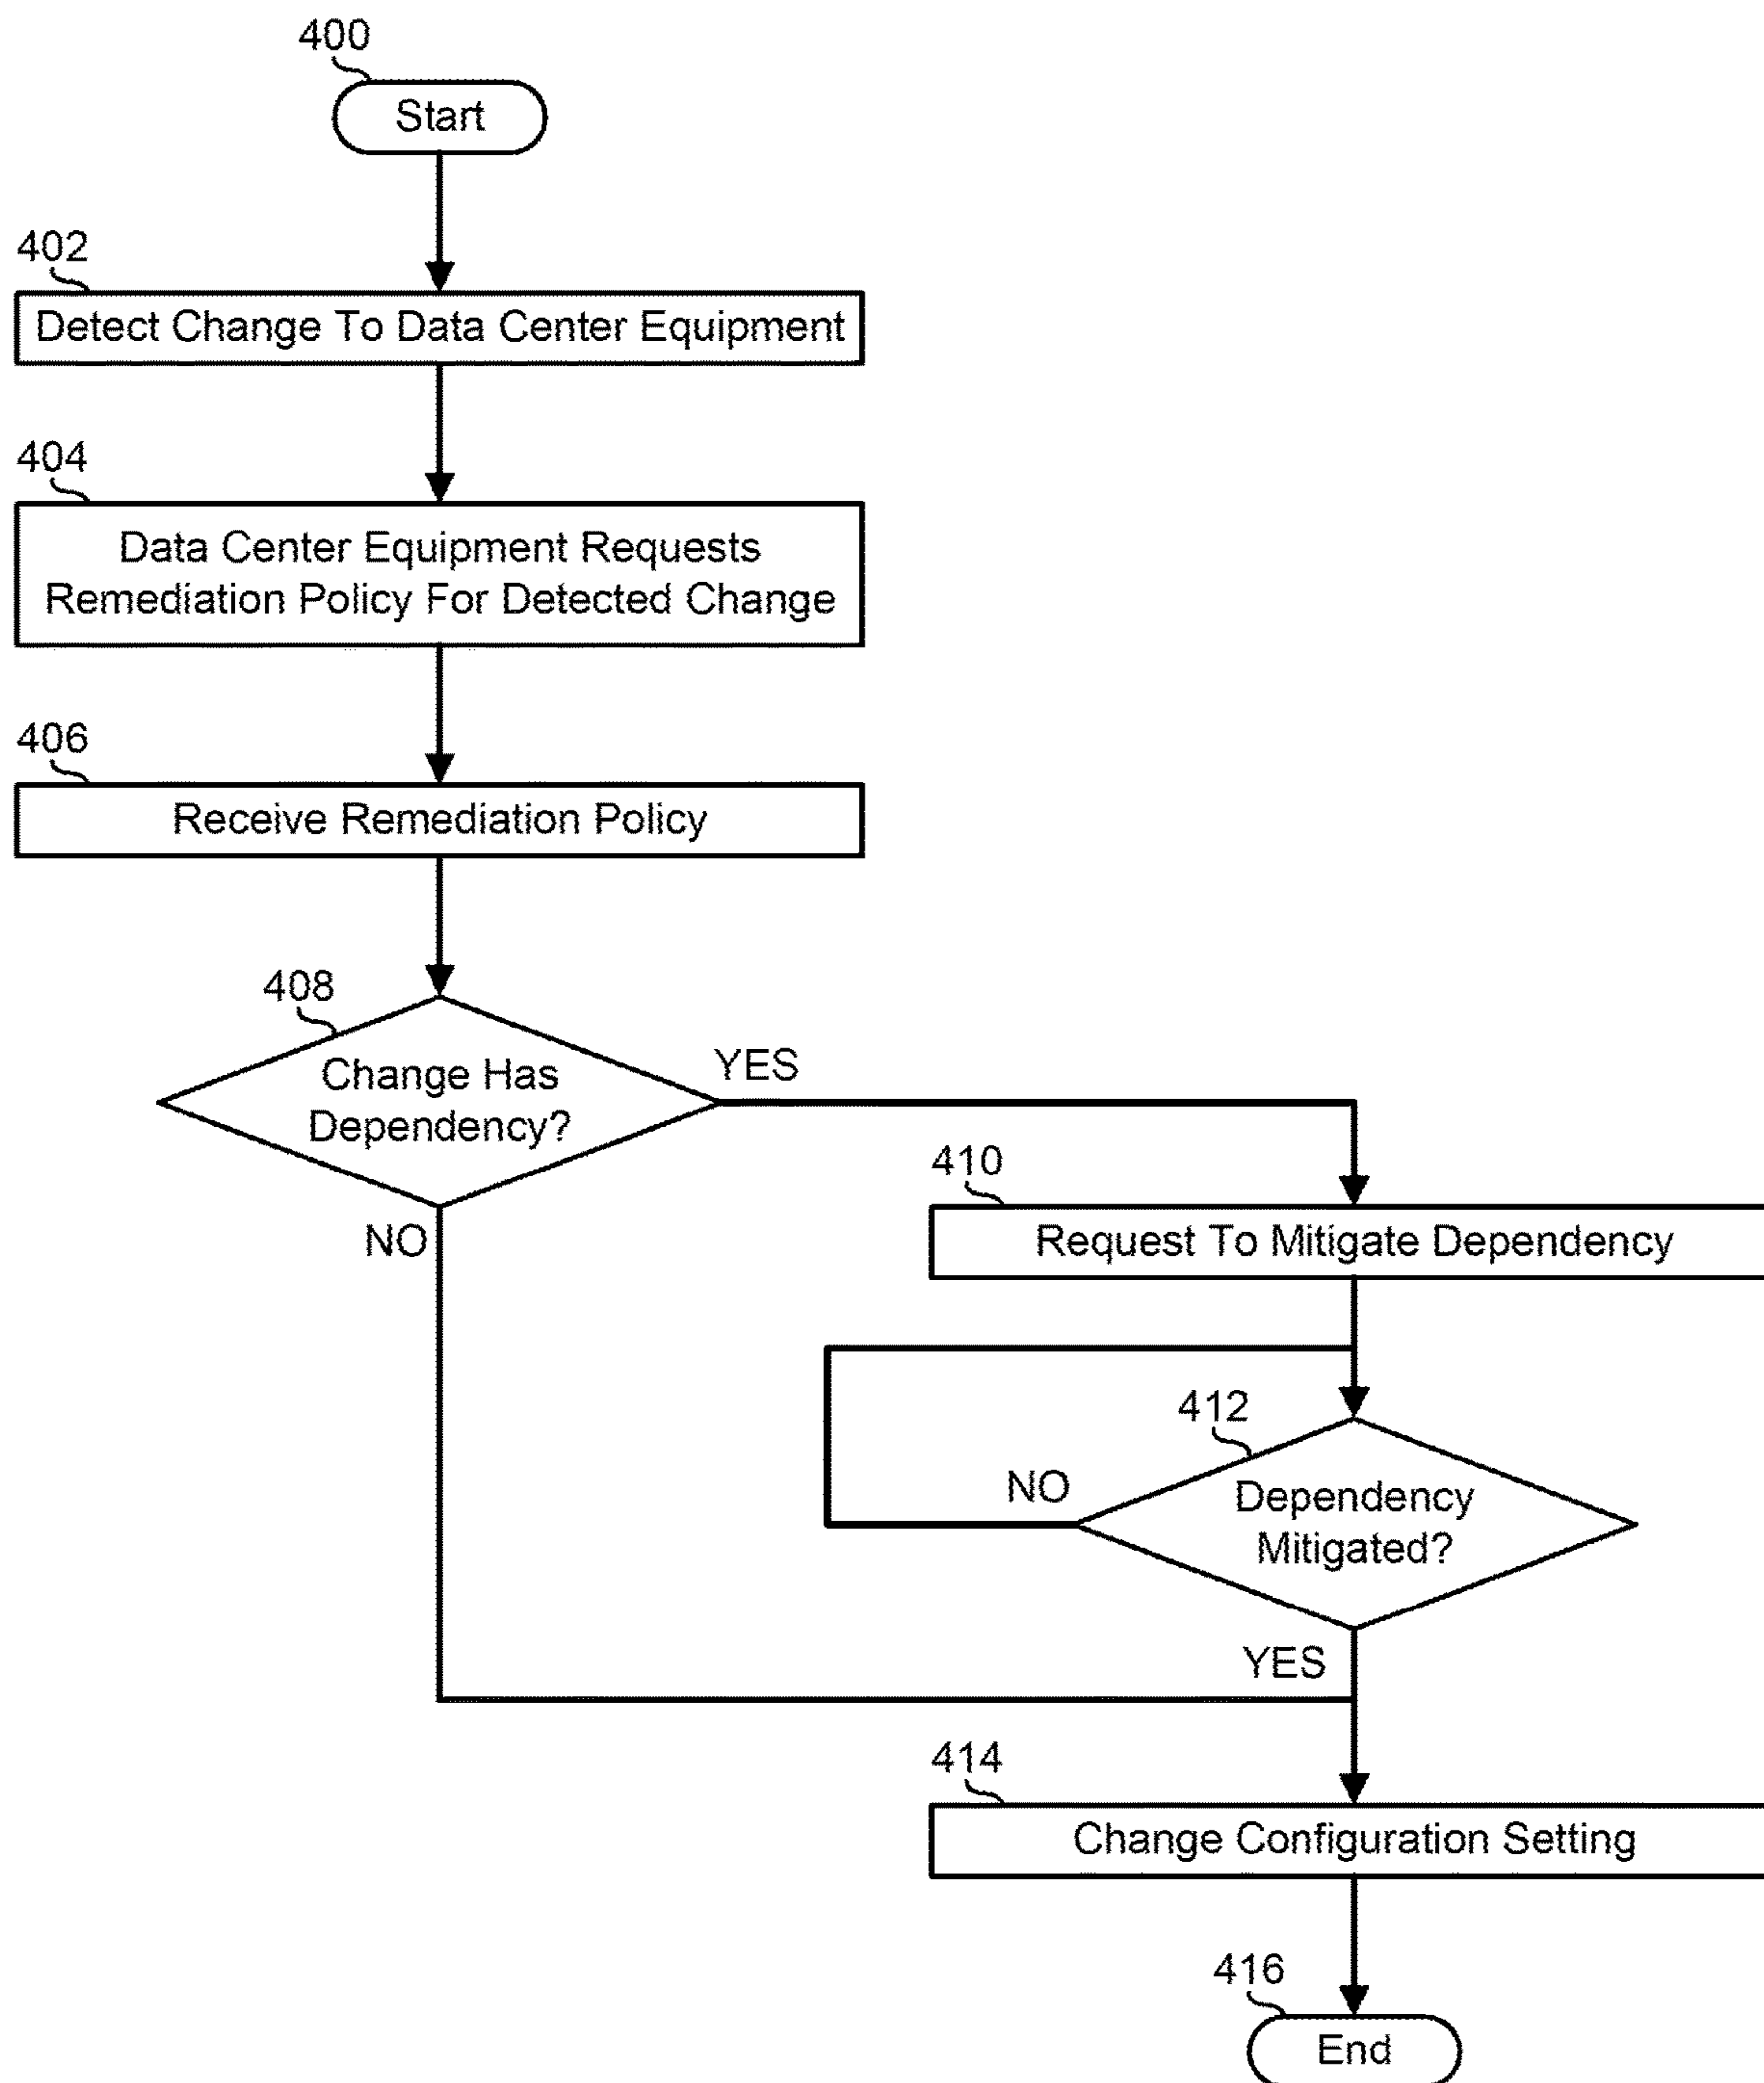 400
Start
402
Detect Change To Data Center Equipment
404
Data Center Equipment Requests
Remediation Policy For Detected Change
406
Receive Remediation Policy
408
Change Has
Dependency?
YES
NO
410
Request To Mitigate Dependency
412
Dependency
Mitigated?
NO
YES
414
Change Configuration Setting
416
End